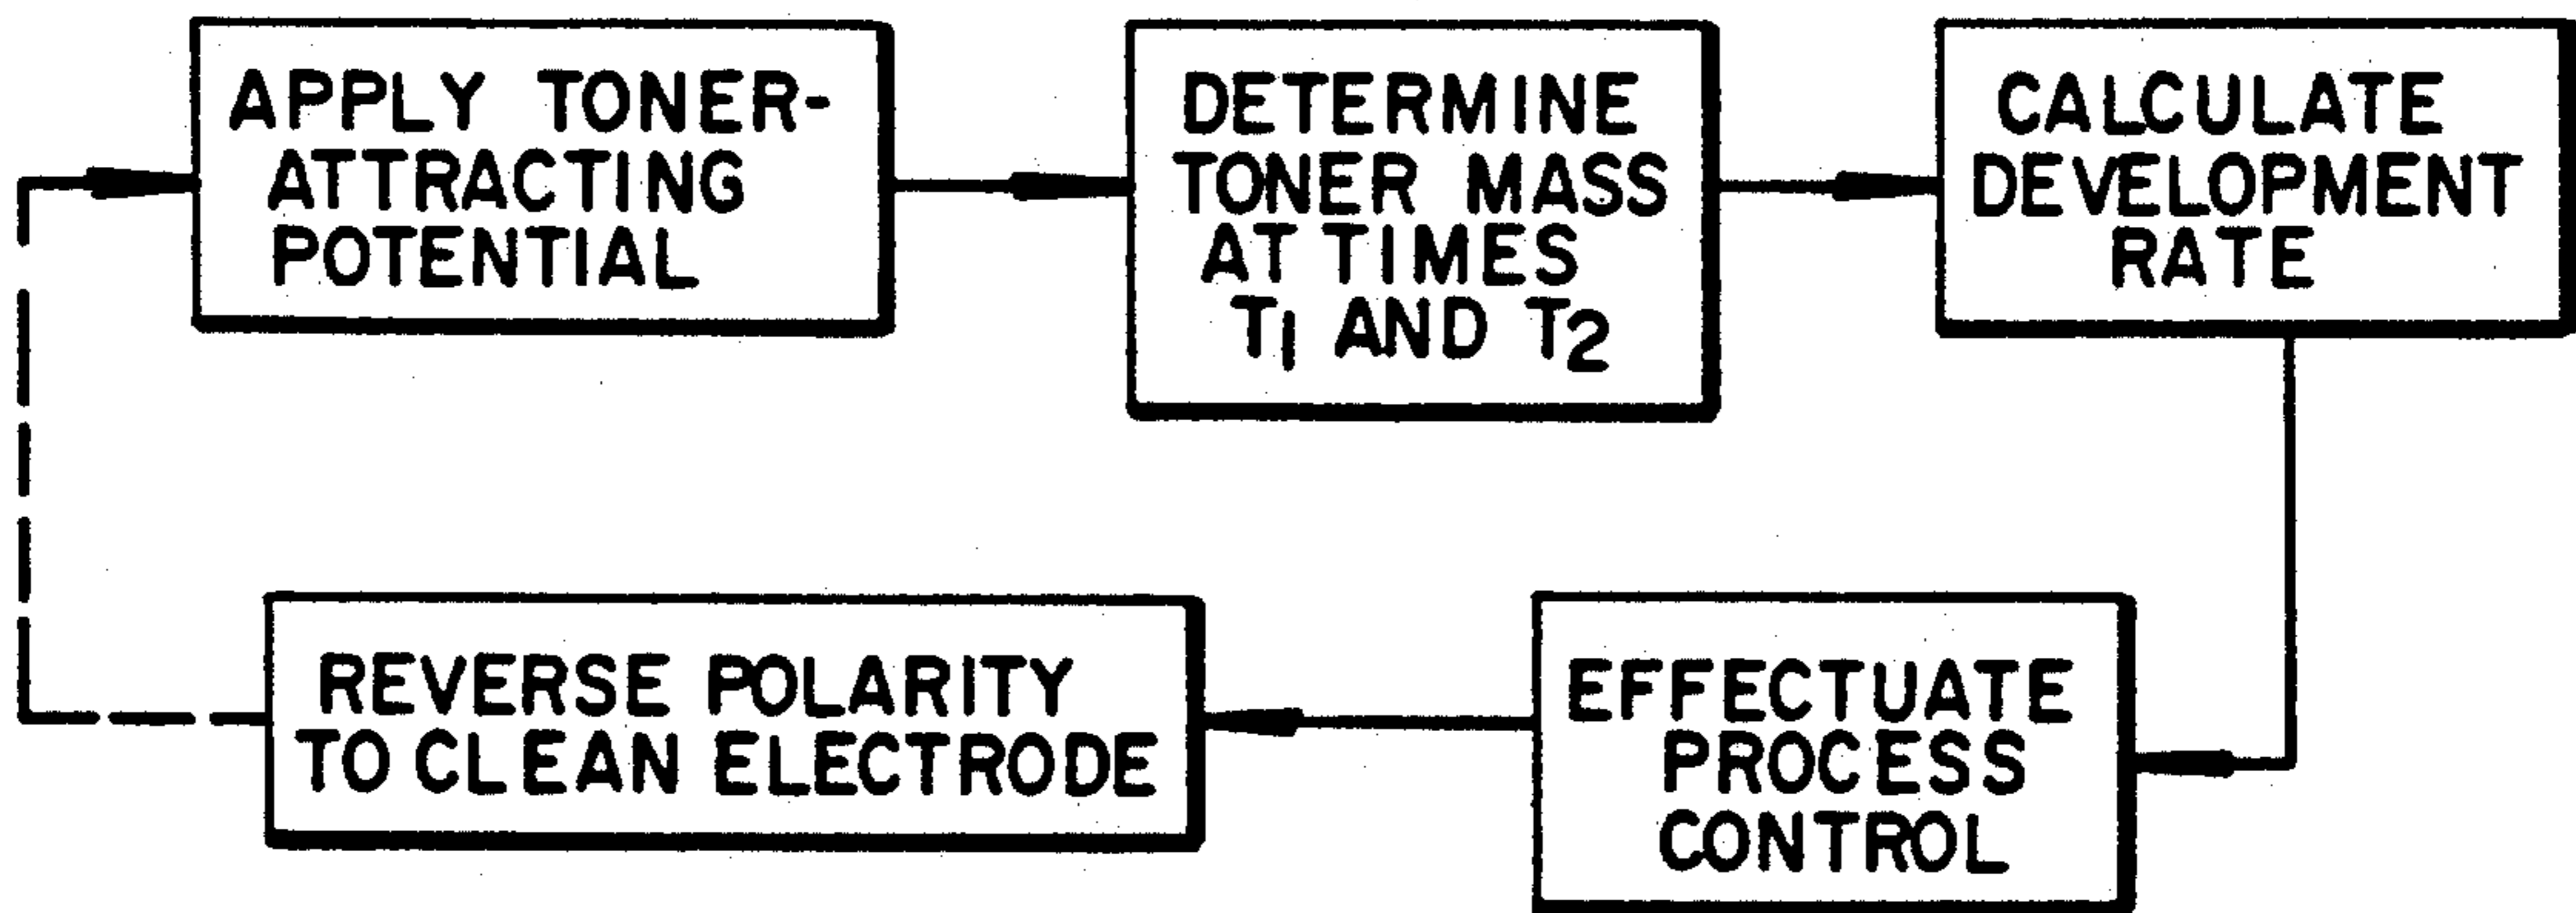 APPLY TONER-
ATTRACTING
POTENTIAL
DETERMINE
TONER MASS
AT TIMES
T1 AND T2
CALCULATE
DEVELOPMENT
RATE
EFFECTUATE
PROCESS
CONTROL
REVERSE POLARITY
TO CLEAN ELECTRODE